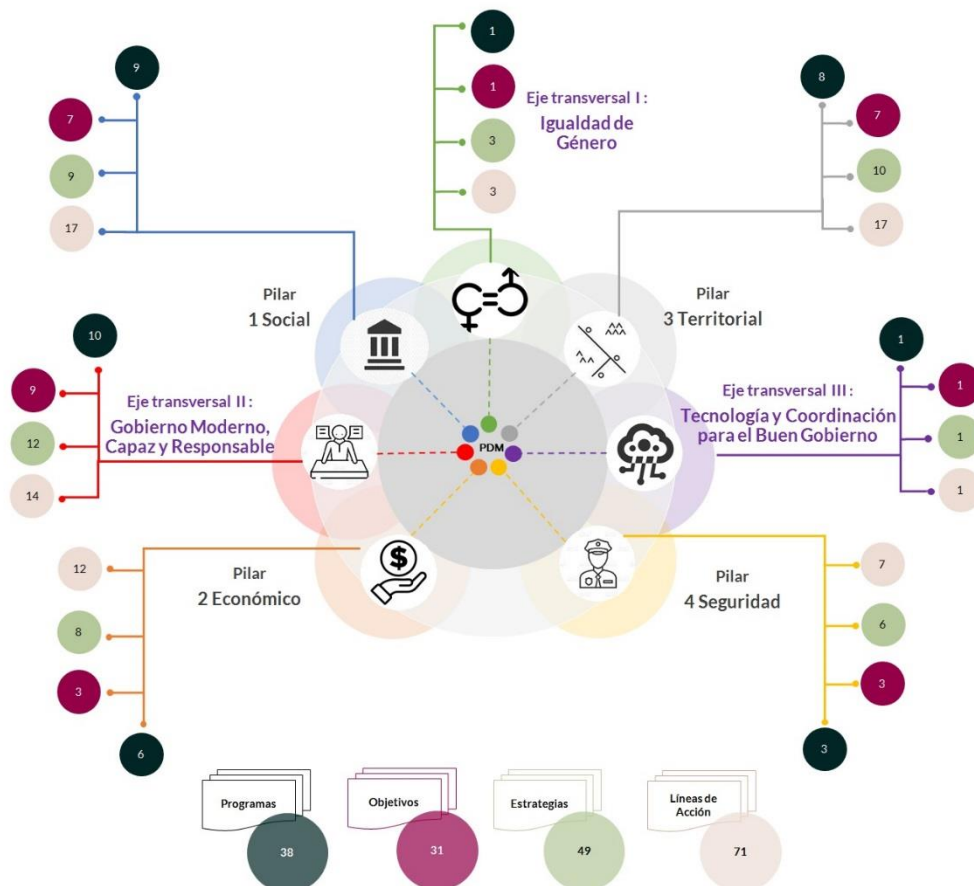 1
9
8
7
1
7
Eje transversal I :
Igualdad de
Género
9
3
10
17
3
17
Pilar
1 Social
Pilar
3 Territorial
10
1
9
1
Eje transversal II :
Gobierno Moderno,
Capaz y Responsable
Eje transversal III :
Tecnología y Coordinación
para el Buen Gobierno
12
1
PDM
14
1
12
7
$
Pilar
2 Económico
Pilar
4 Seguridad
8
6
3
3
6
3
Programas
Objetivos
Estrategias
Líneas de
Acción
38
31
49
71